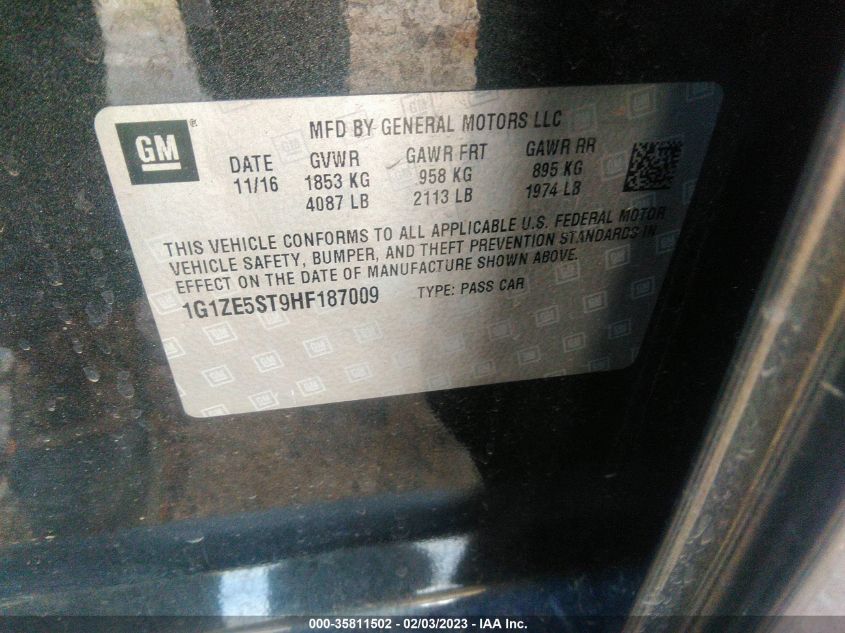 GM ® MFD BY GENERAL MOTORS LLC
DATE GVWR GAWR FRT GAWR RR
11/16 1853 KG 958 KG 895 KG
4087 LB 2113 LB 1974 LB
THIS VEHICLE CONFORMS TO ALL APPLICABLE U.S. FEDERAL MOTOR
VEHICLE SAFETY, BUMPER, AND THEFT PREVENTION STANDARDS IN
EFFECT ON THE DATE OF MANUFACTURE SHOWN ABOVE.
1G1ZE5ST9HF187009 TYPE: PASS CAR
000-35811502 - 02/03/2023 - IAA Inc.